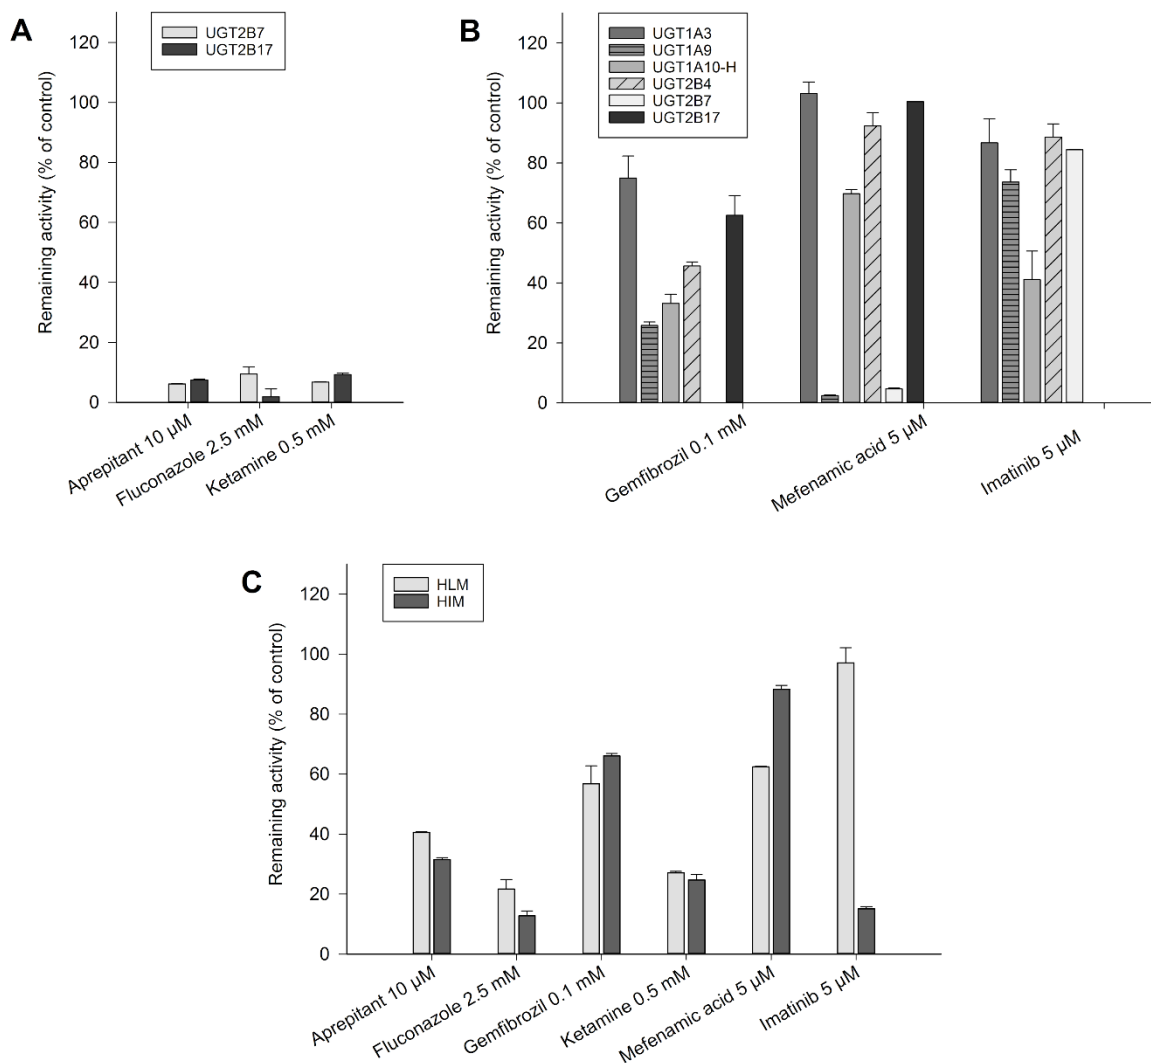 A
Remaining activity (% of control)
120
100
80
60
40
20
0
UGT2B7
UGT2B17
Aprepitant 10 µM
Fluconazole 2.5 mM
Ketamine 0.5 mM
B
Remaining activity (% of control)
120
100
80
60
40
20
0
UGT1A3
UGT1A9
UGT1A10-H
UGT2B4
UGT2B7
UGT2B17
Gemfibrozil 0.1 mM
Mefenamic acid 5 µM
Imatinib 5 µM
C
Remaining activity (% of control)
120
100
80
60
40
20
0
HLM
HIM
Aprepitant 10 µM
Fluconazole 2.5 mM
Gemfibrozil 0.1 mM
Ketamine 0.5 mM
Mefenamic acid 5 µM
Imatinib 5 µM